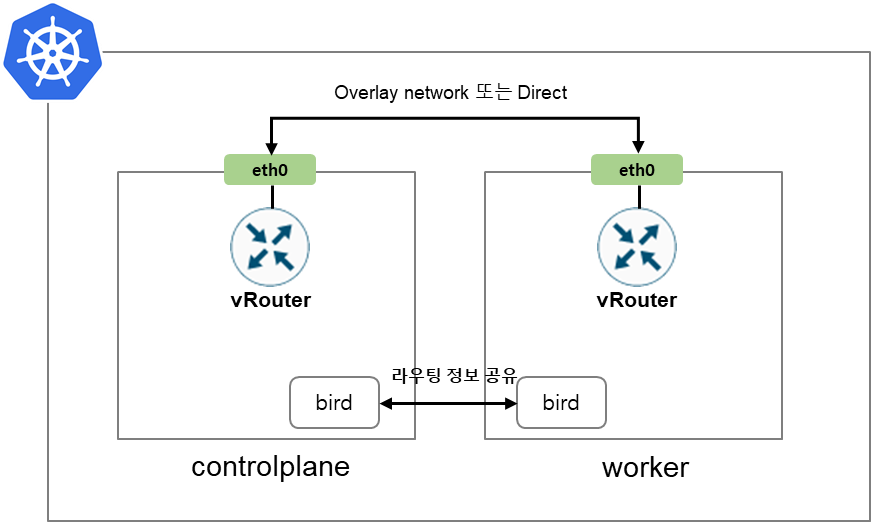 Overlay network 또는 Direct
eth0
eth0
vRouter
vRouter
라우팅 정보 공유
bird
bird
controlplane
worker